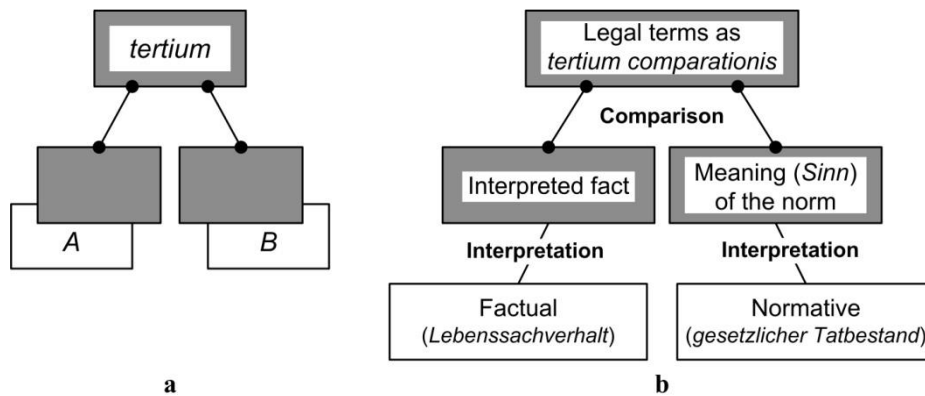 tertium
A
B
a
Legal terms as
tertium comparationis
Comparison
Interpreted fact
Meaning (Sinn)
of the norm
Interpretation
Interpretation
Factual
(Lebenssachverhalt)
Normative
(gesetzlicher Tatbestand)
b